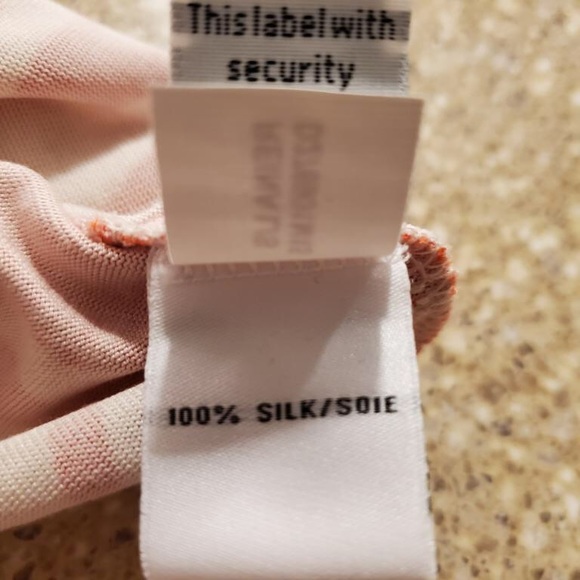 This label with
security
100% SILK/SOIE